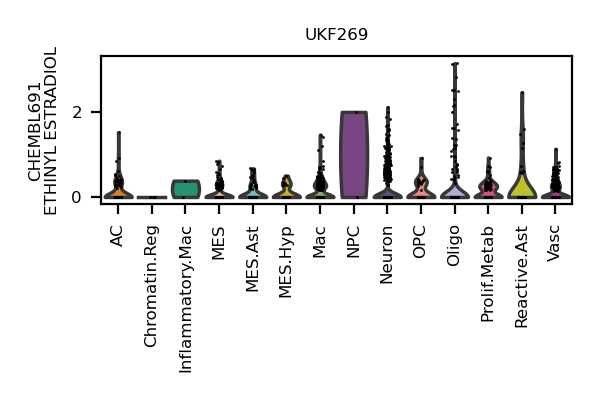 UKF269
CHEMBL691
ETHINYL ESTRADIOL
2
0
AC
Chromatin.Reg
Inflammatory.Mac
MES
MES.Ast
MES.Hyp
Mac
NPC
Neuron
OPC
Oligo
Prolif.Metab
Reactive.Ast
Vasc